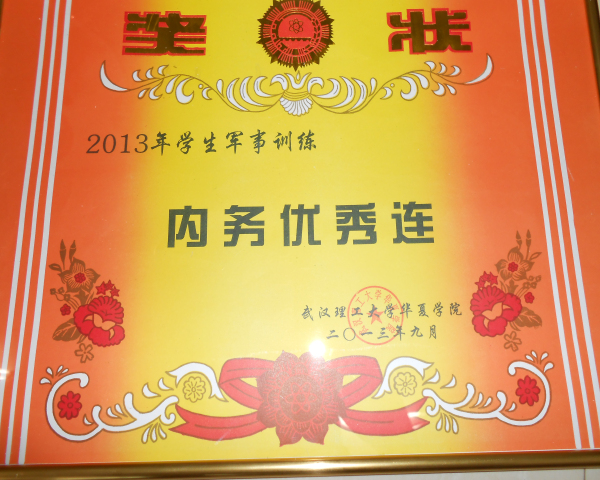 奖 状
2013年学生军事训练
内务优秀连
武汉理工大学华夏学院
二〇一三年九月